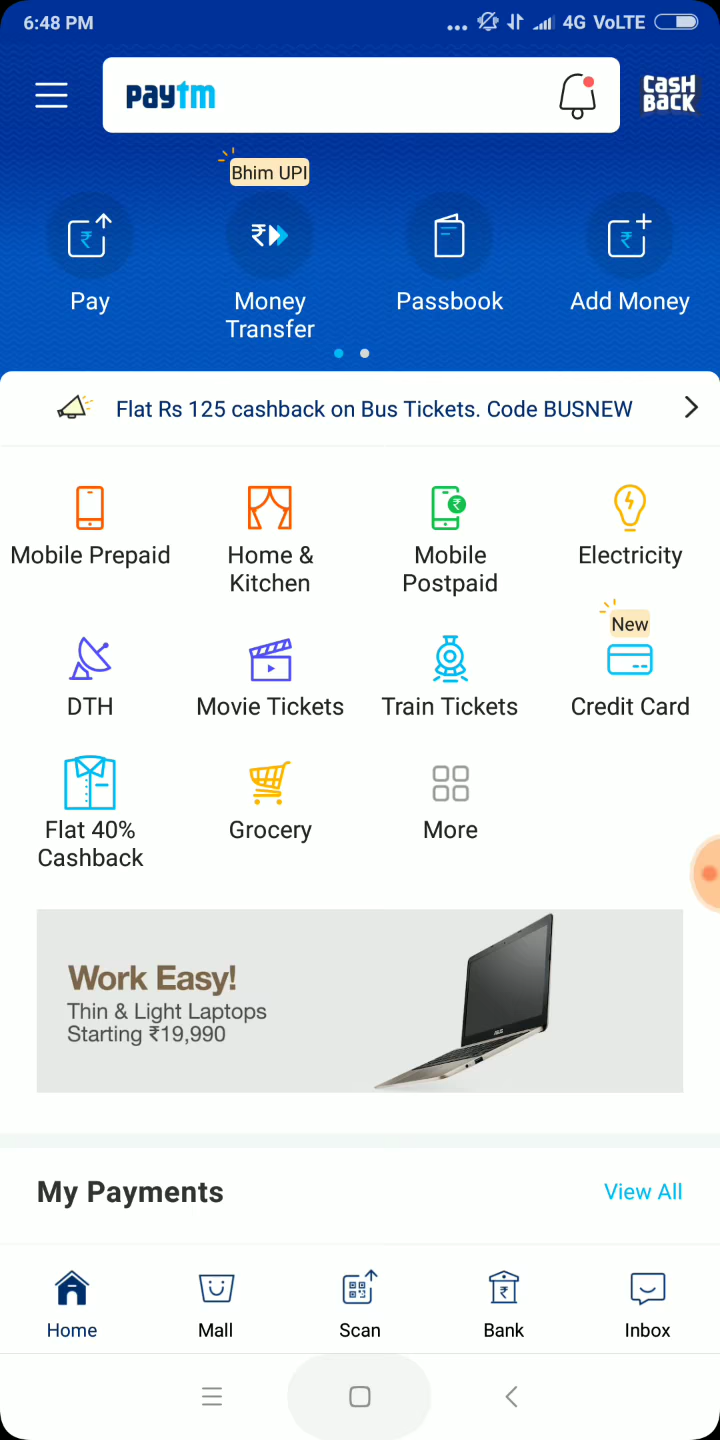 6:48 PM
... 4G VoLTE
paytm
CASH
BACK
Bhim UPI
Pay
Money
Transfer
Passbook
Add Money
Flat Rs 125 cashback on Bus Tickets. Code BUSNEW
Mobile Prepaid
Home &
Kitchen
Mobile
Postpaid
Electricity
New
DTH
Movie Tickets
Train Tickets
Credit Card
Flat 40%
Cashback
Grocery
More
Work Easy!
Thin & Light Laptops
Starting ₹19,990
ASUS
My Payments
View All
Home
Mall
Scan
Bank
Inbox